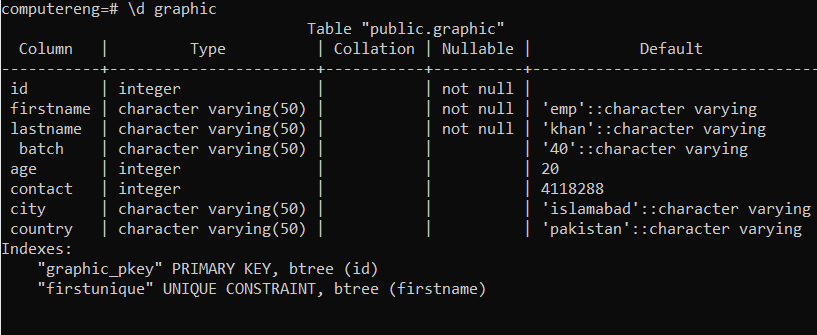 computereng=# \d graphic
                                Table "public.graphic"
  Column   |         Type          | Collation | Nullable |            Default
-----------+-----------------------+-----------+----------+--------------------------------
 id        | integer               |           | not null |
 firstname | character varying(50) |           | not null | 'emp'::character varying
 lastname  | character varying(50) |           | not null | 'khan'::character varying
  batch    | character varying(50) |           |          | '40'::character varying
 age       | integer               |           |          | 20
 contact   | integer               |           |          | 4118288
 city      | character varying(50) |           |          | 'islamabad'::character varying
 country   | character varying(50) |           |          | 'pakistan'::character varying
Indexes:
    "graphic_pkey" PRIMARY KEY, btree (id)
    "firstunique" UNIQUE CONSTRAINT, btree (firstname)